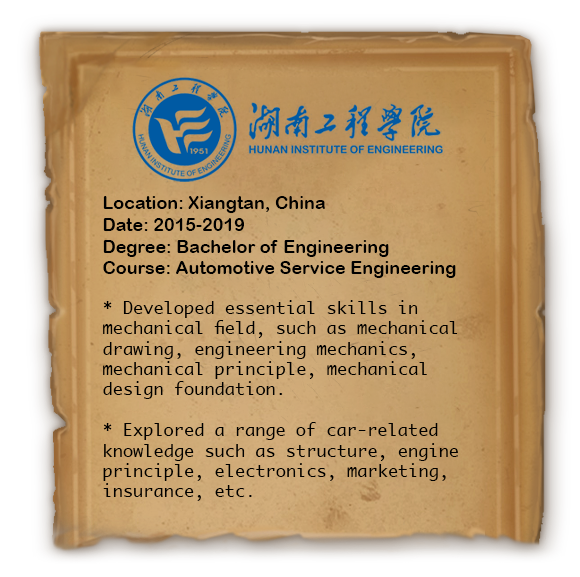 湖南工程学院
1951
HUNAN INSTITUTE OF ENGINEERING
湖南工程學院
HUNAN INSTITUTE OF ENGINEERING
Location: Xiangtan, China
Date: 2015-2019
Degree: Bachelor of Engineering
Course: Automotive Service Engineering
* Developed essential skills in
mechanical field, such as mechanical
drawing, engineering mechanics,
mechanical principle, mechanical
design foundation.
* Explored a range of car-related
knowledge such as structure, engine
principle, electronics, marketing,
insurance, etc.